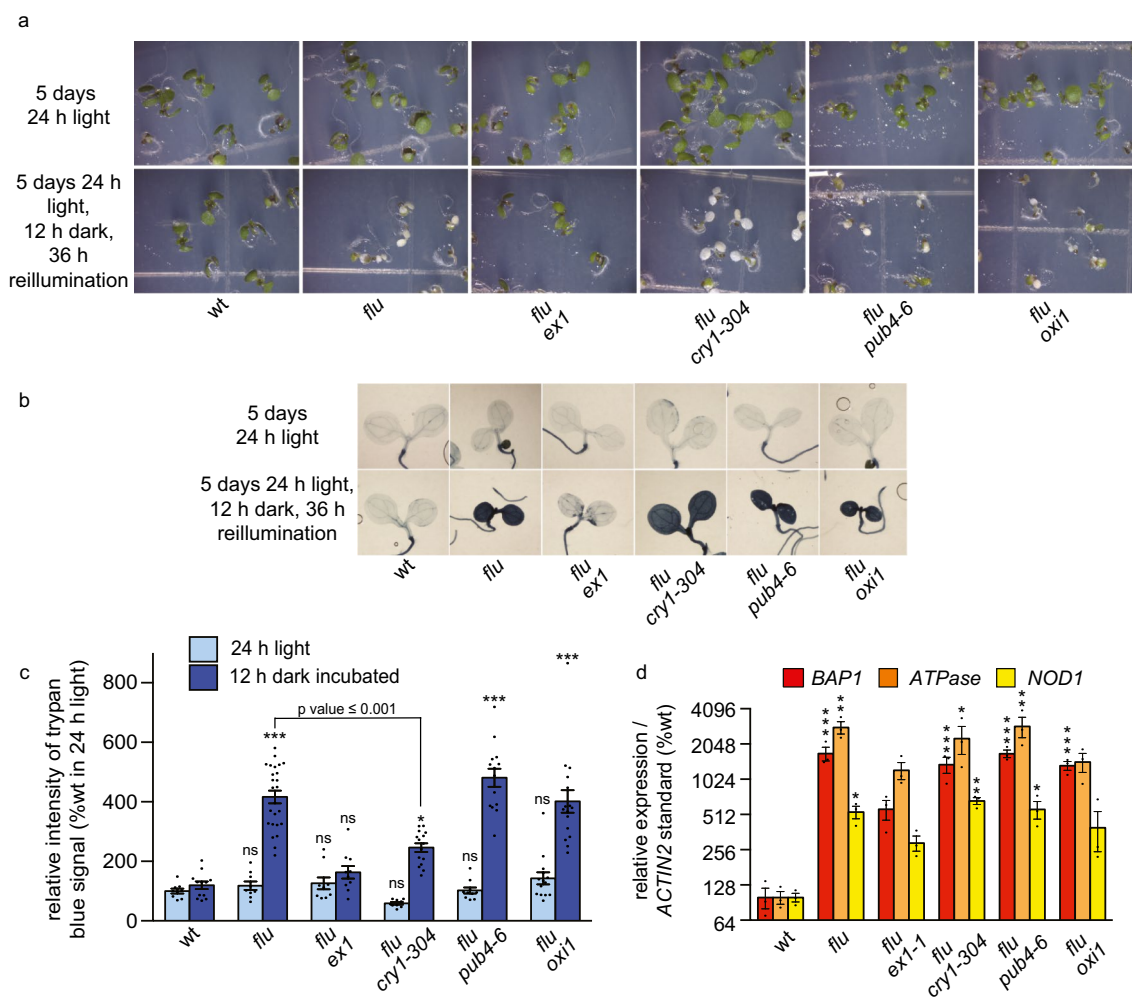 a
5 days
24 h light
5 days 24 h
light,
12 h dark,
36 h
reillumination
wt
flu
flu
ex1
flu
cry1-304
flu
pub4-6
flu
oxi1
b
5 days
24 h light
5 days 24 h light,
12 h dark, 36 h
reillumination
wt
flu
flu
ex1
flu
cry1-304
flu
pub4-6
flu
oxi1
c
24 h light
12 h dark incubated
relative intensity of trypan
blue signal (%wt in 24 h light)
800
600
400
200
0
p value ≤ 0.001
ns
***
ns
ns
ns
*
ns
***
ns
***
wt
flu
flu
ex1
flu
cry1-304
flu
pub4-6
flu
oxi1
d
BAP1
ATPase
NOD1
relative expression /
ACTIN2 standard (%wt)
4096
2048
1024
512
256
128
64
***
**
*
***
*
**
***
**
*
***
wt
flu
flu
ex1-1
flu
cry1-304
flu
pub4-6
flu
oxi1